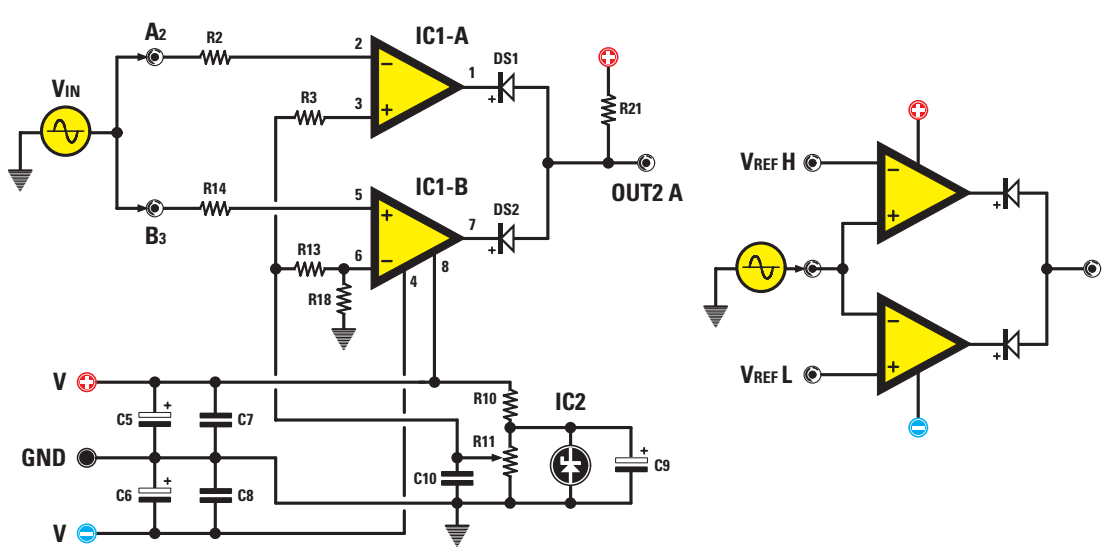 A2
R2
2
IC1-A
1
DS1
+
−
R3
3
+
VIN
R21
OUT2 A
B3
R14
5
IC1-B
+
7
DS2
+
R13
6
−
8
4
R18
V
R10
IC2
C5
+
C7
R11
GND
C10
C9
+
C6
+
C8
V
VREF H
−
+
+
−
+
+
VREF L